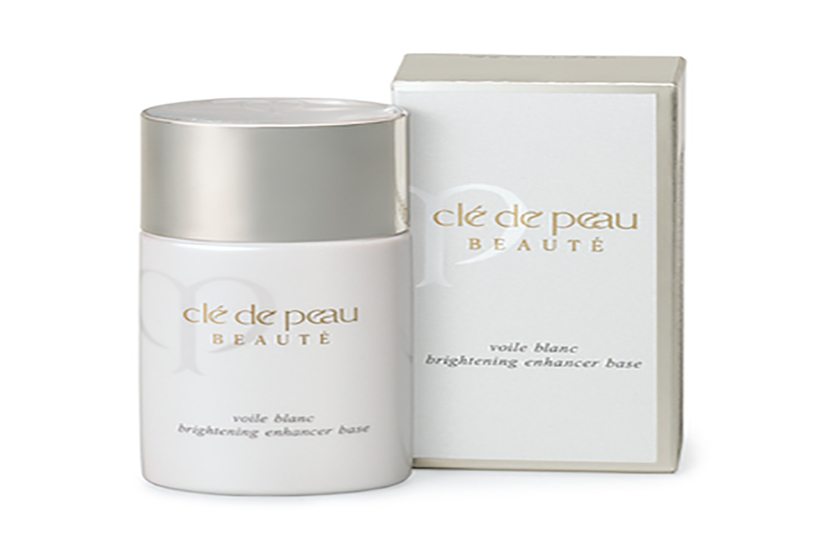 clé de peau
BEAUTÉ
voile blanc
brightening enhancer base
clé de peau
BEAUTÉ
voile blanc
brightening enhancer base